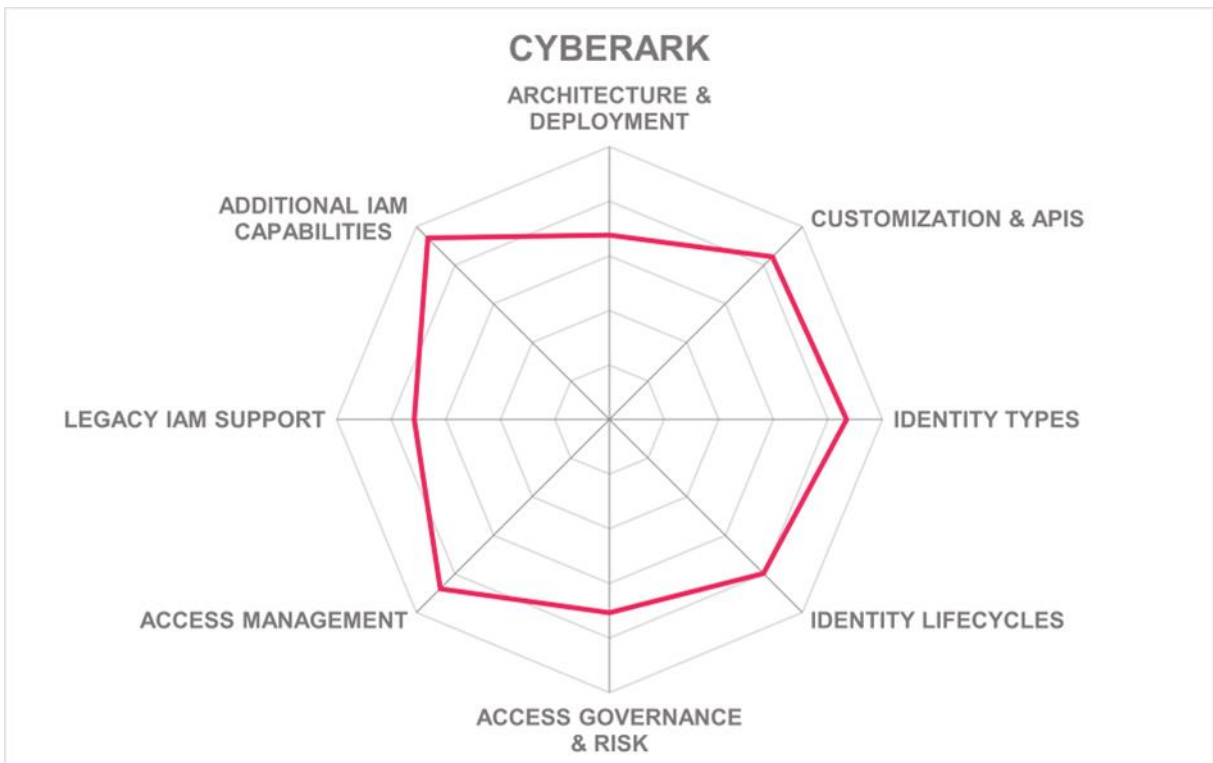 CYBERARK
ARCHITECTURE &
DEPLOYMENT
ADDITIONAL IAM
CAPABILITIES
CUSTOMIZATION & APIS
LEGACY IAM SUPPORT
IDENTITY TYPES
ACCESS MANAGEMENT
IDENTITY LIFECYCLES
ACCESS GOVERNANCE
& RISK